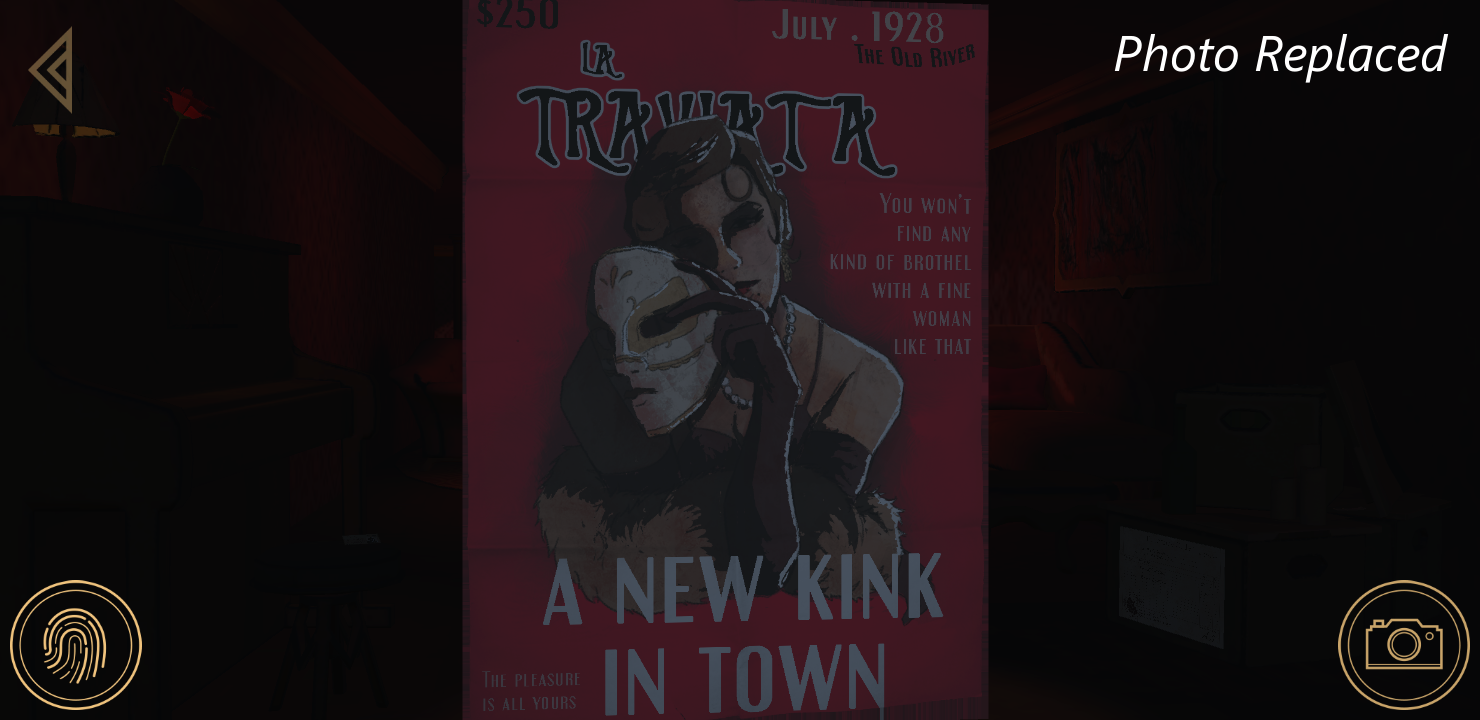 $250
July . 1928
The Old River
La
Traviata
You won't
find any
kind of brothel
with a fine
woman
like that
A new kink
in town
The pleasure
is all yours
Photo Replaced